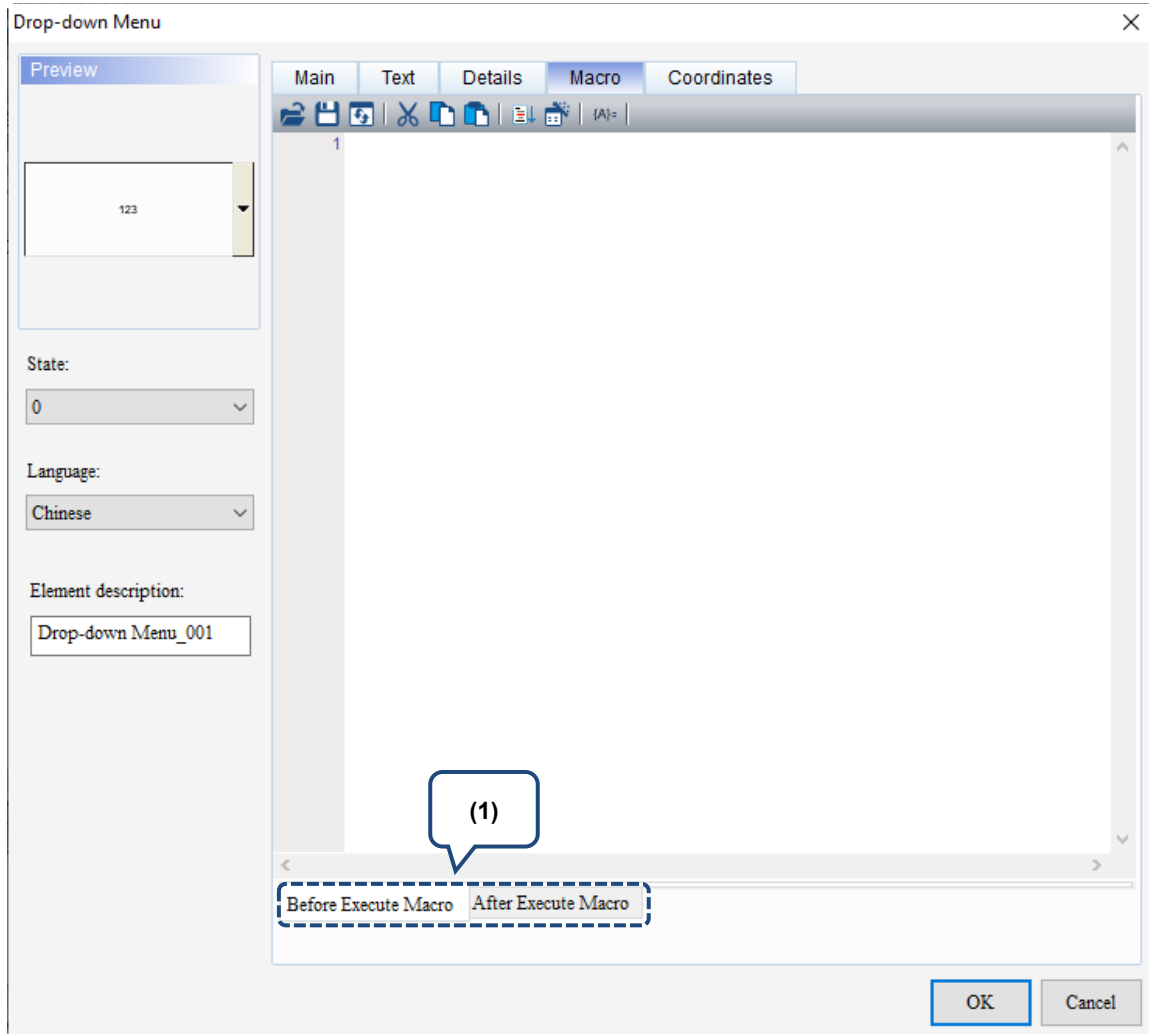 Drop-down Menu
Preview
Main Text Details Macro Coordinates
{A}=
1
123
State:
0
Language:
Chinese
Element description:
Drop-down Menu_001
(1)
Before Execute Macro After Execute Macro
OK Cancel